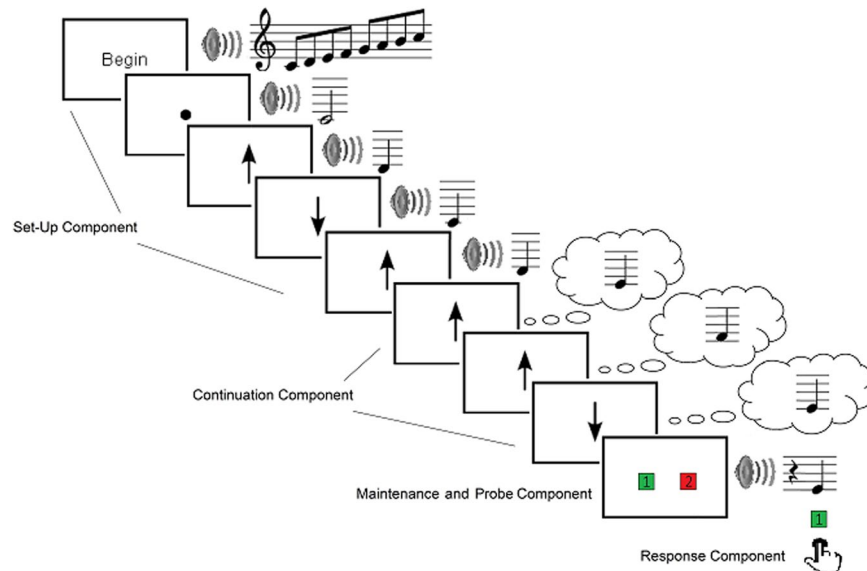 Begin
Set-Up Component
Continuation Component
Maintenance and Probe Component
1 2
1
Response Component